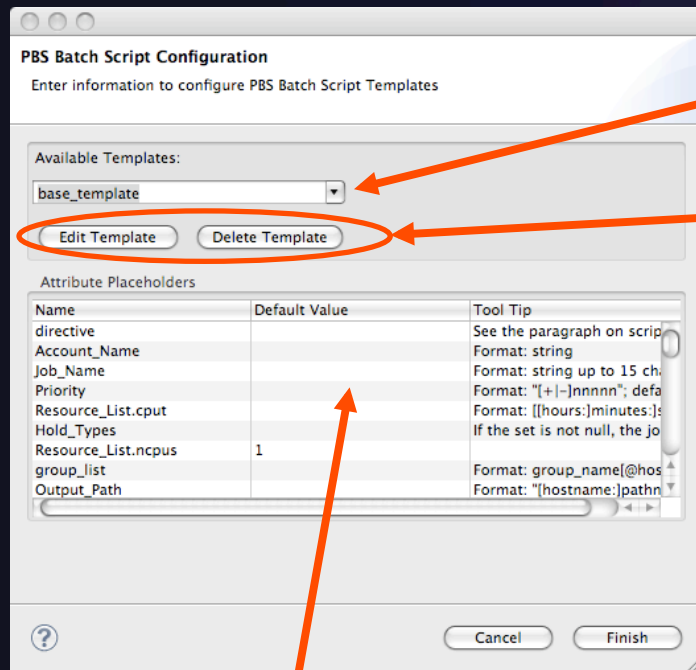 PBS Batch Script Configuration
Enter information to configure PBS Batch Script Templates
Available Templates:
base_template
Edit Template Delete Template
Attribute Placeholders
Name Default Value Tool Tip
directive See the paragraph on scrip
Account_Name Format: string
Job_Name Format: string up to 15 cha
Priority Format: "[+|-]nnnnn"; defa
Resource_List.cput Format: [[hours:]minutes:]s
Hold_Types If the set is not null, the jo
Resource_List.ncpus 1
group_list Format: group_name[@hos
Output_Path Format: "[hostname:]pathn
? Cancel Finish